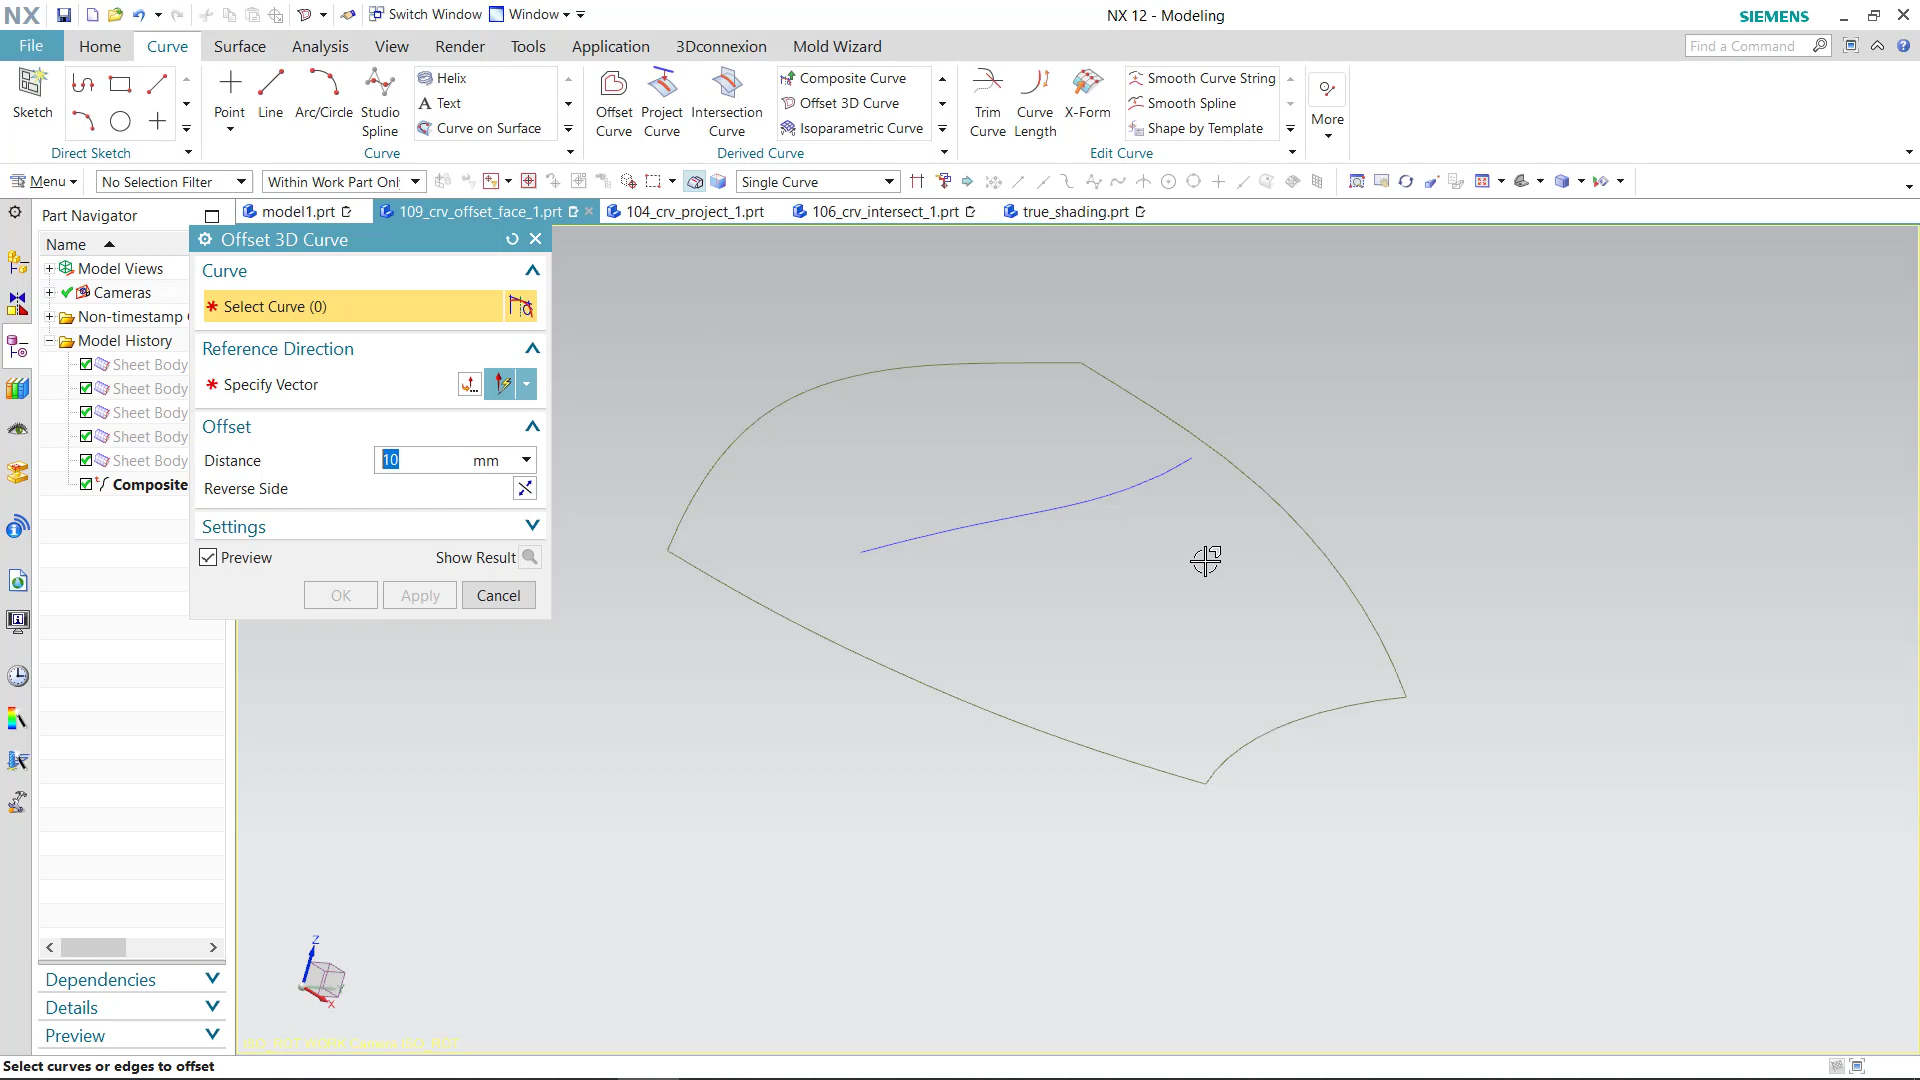 NX
Switch Window
Window
NX 12 - Modeling
SIEMENS
File
Home
Curve
Surface
Analysis
View
Render
Tools
Application
3Dconnexion
Mold Wizard
Find a Command
Sketch
Direct Sketch
Point
Line
Arc/Circle
Studio Spline
Helix
Text
Curve on Surface
Curve
Offset Curve
Project Curve
Intersection Curve
Composite Curve
Offset 3D Curve
Isoparametric Curve
Derived Curve
Trim Curve
Curve Length
X-Form
Smooth Curve String
Smooth Spline
Shape by Template
Edit Curve
More
Menu
No Selection Filter
Within Work Part Onl
Single Curve
Part Navigator
model1.prt
109_crv_offset_face_1.prt
104_crv_project_1.prt
106_crv_intersect_1.prt
true_shading.prt
Name
Model Views
Cameras
Non-timestamp
Model History
Sheet Body
Sheet Body
Sheet Body
Sheet Body
Sheet Body
Composite
Offset 3D Curve
Curve
* Select Curve (0)
Reference Direction
* Specify Vector
Offset
Distance
10 mm
Reverse Side
Settings
Preview
Show Result
OK
Apply
Cancel
Z
X
Dependencies
Details
Preview
Select curves or edges to offset